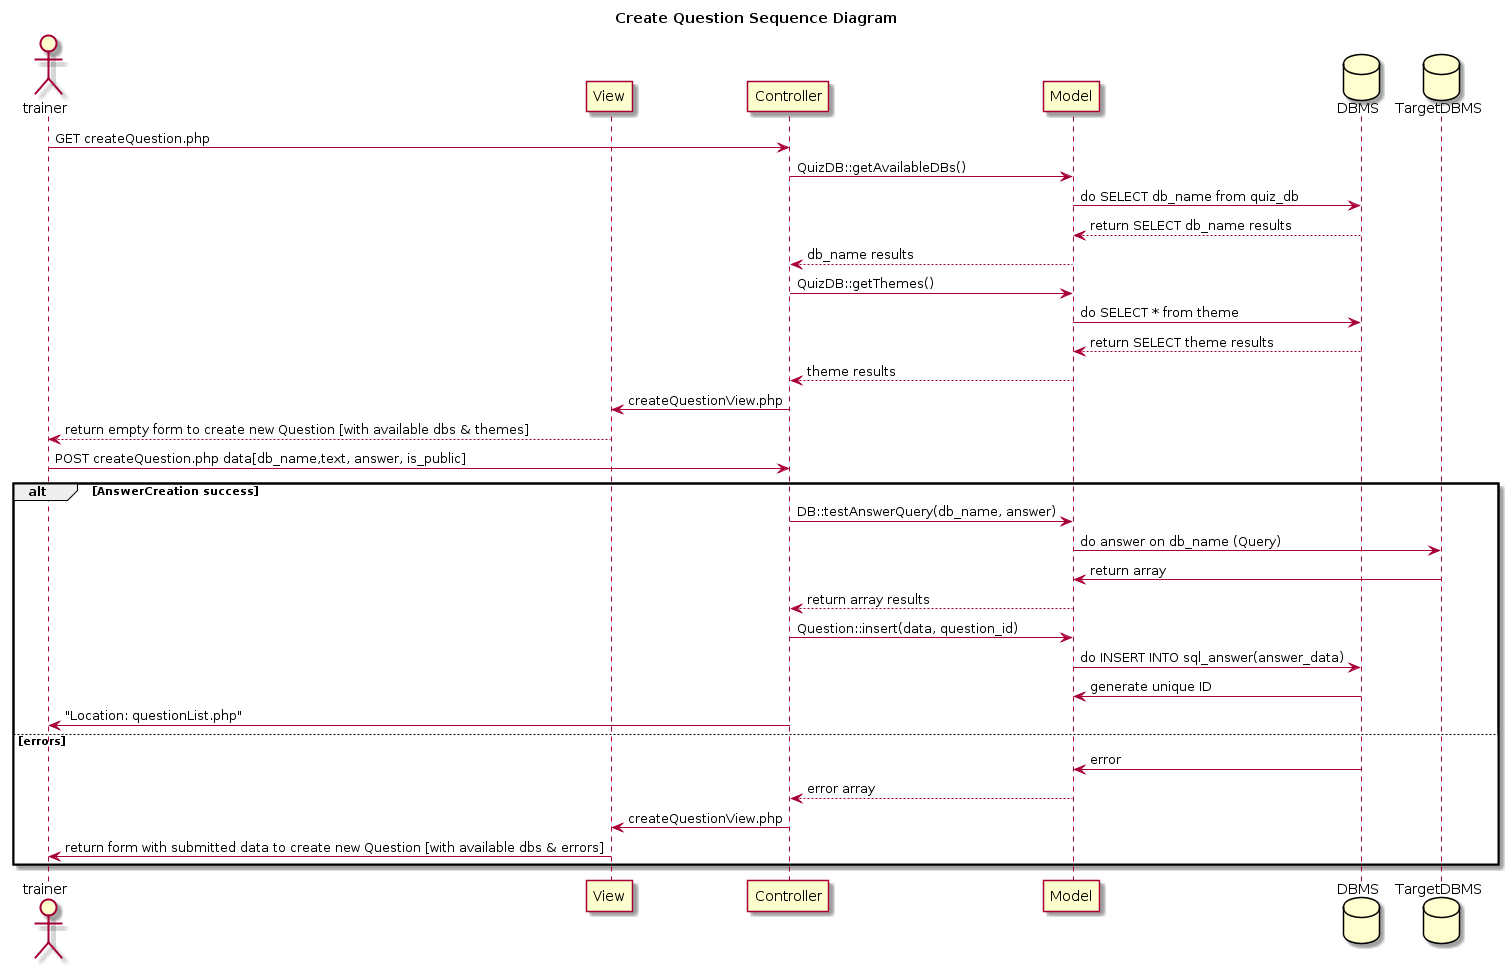 Create Question Sequence Diagram
trainer
View
Controller
Model
DBMS
TargetDBMS
GET createQuestion.php
QuizDB::getAvailableDBs()
do SELECT db_name from quiz_db
return SELECT db_name results
db_name results
QuizDB::getThemes()
do SELECT * from theme
return SELECT theme results
theme results
createQuestionView.php
return empty form to create new Question [with available dbs & themes]
POST createQuestion.php data[db_name,text, answer, is_public]
alt
[AnswerCreation success]
DB::testAnswerQuery(db_name, answer)
do answer on db_name (Query)
return array
return array results
Question::insert(data, question_id)
do INSERT INTO sql_answer(answer_data)
generate unique ID
"Location: questionList.php"
[errors]
error
error array
createQuestionView.php
return form with submitted data to create new Question [with available dbs & errors]
trainer
View
Controller
Model
DBMS
TargetDBMS